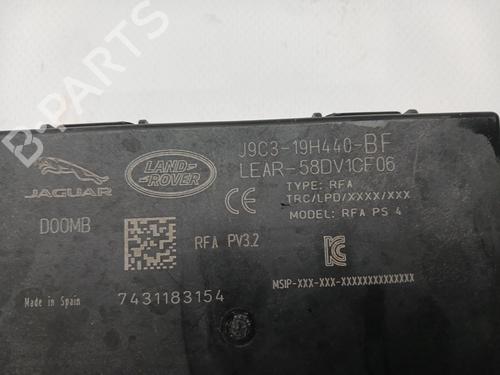 B-PARTS
J9C3-19H440-BF
LEAR-58DV1CF06
JAGUAR
LAND-
ROVER
TYPE: RFA
TRC/LPD/XXXX/XXX
MODEL: RFA PS 4
DOOMB
CE
RFA PV3.2
MSIP-XXX-XXX-XXXXXXXXXXXXXX
Made in Spain
7431183154